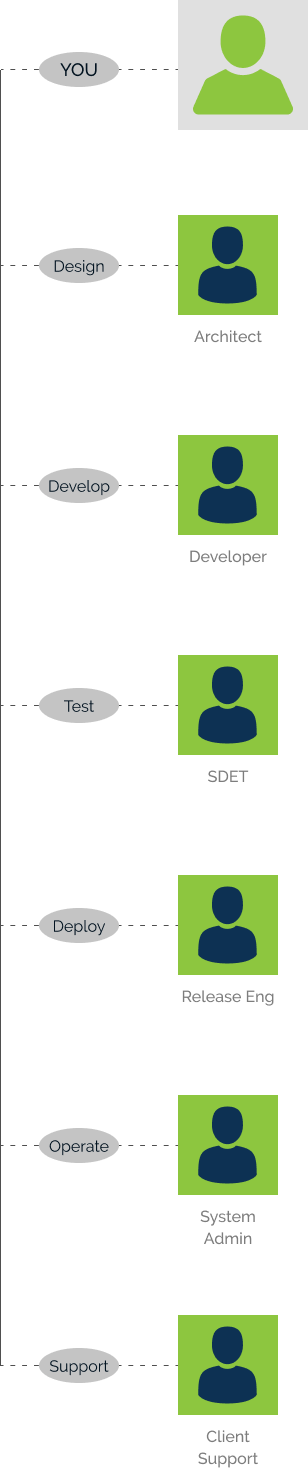 YOU
Design
Architect
Develop
Developer
Test
SDET
Deploy
Release Eng
Operate
System
Admin
Support
Client
Support